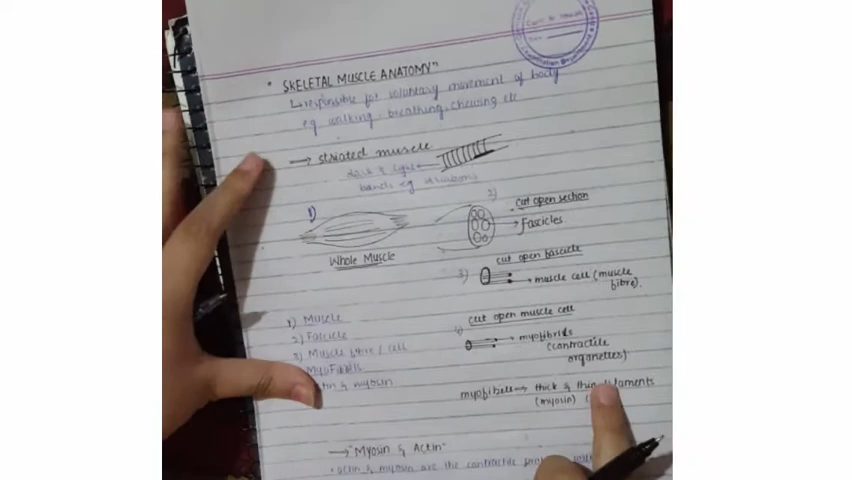 " SKELETAL MUSCLE ANATOMY"
↳ responsible for voluntary movement of body
eg walking, breathing, chewing etc
→ striated muscle
dark & light
bands eg
1)
Whole Muscle
2)
cut open section
→ Fascicles
cut open fascicle
3)
→ muscle cell (muscle
fibre).
1) Muscle
2) Fascicle
3) Muscle fibre / cell
Myofibrils
& myosin
cut open muscle cell
→ myofibrils
(contractile
organelles)
myofibril → thick & thin filaments
(myosin) (
→ "Myosin & Actin"
• actin & myosin are the contractile